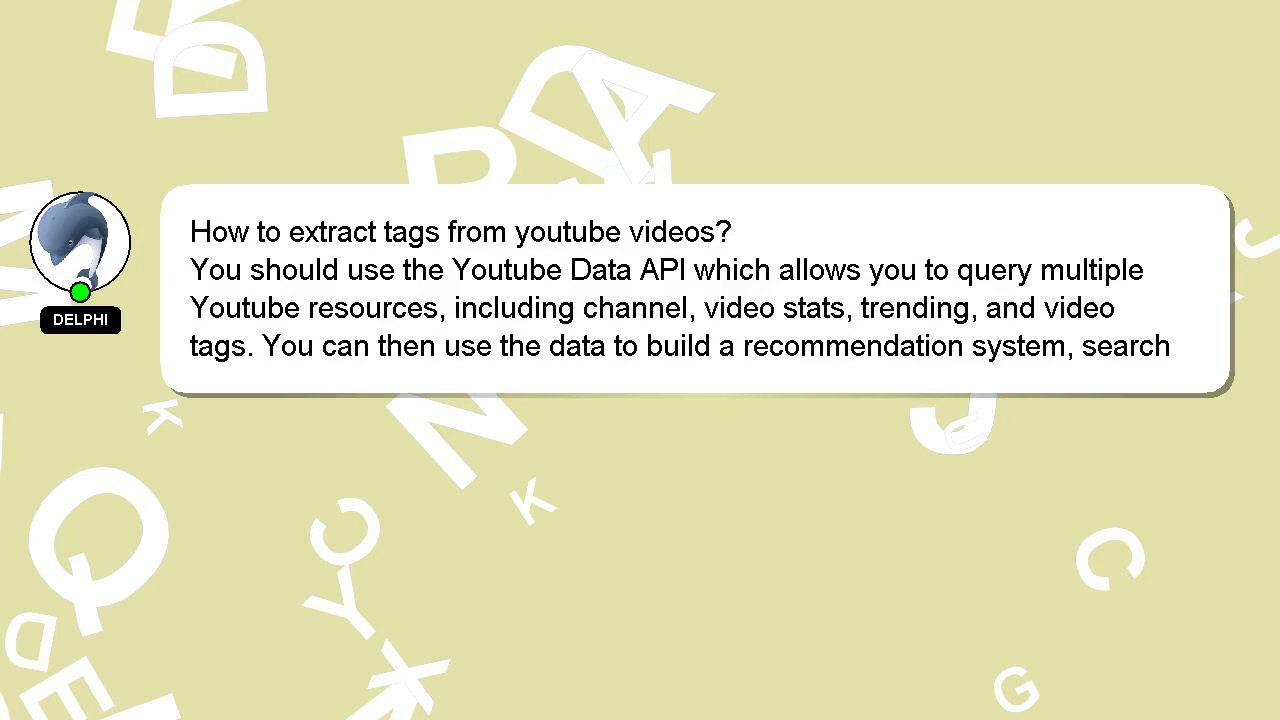 How to extract tags from youtube videos?
You should use the Youtube Data API which allows you to query multiple
Youtube resources, including channel, video stats, trending, and video
tags. You can then use the data to build a recommendation system, search
DELPHI